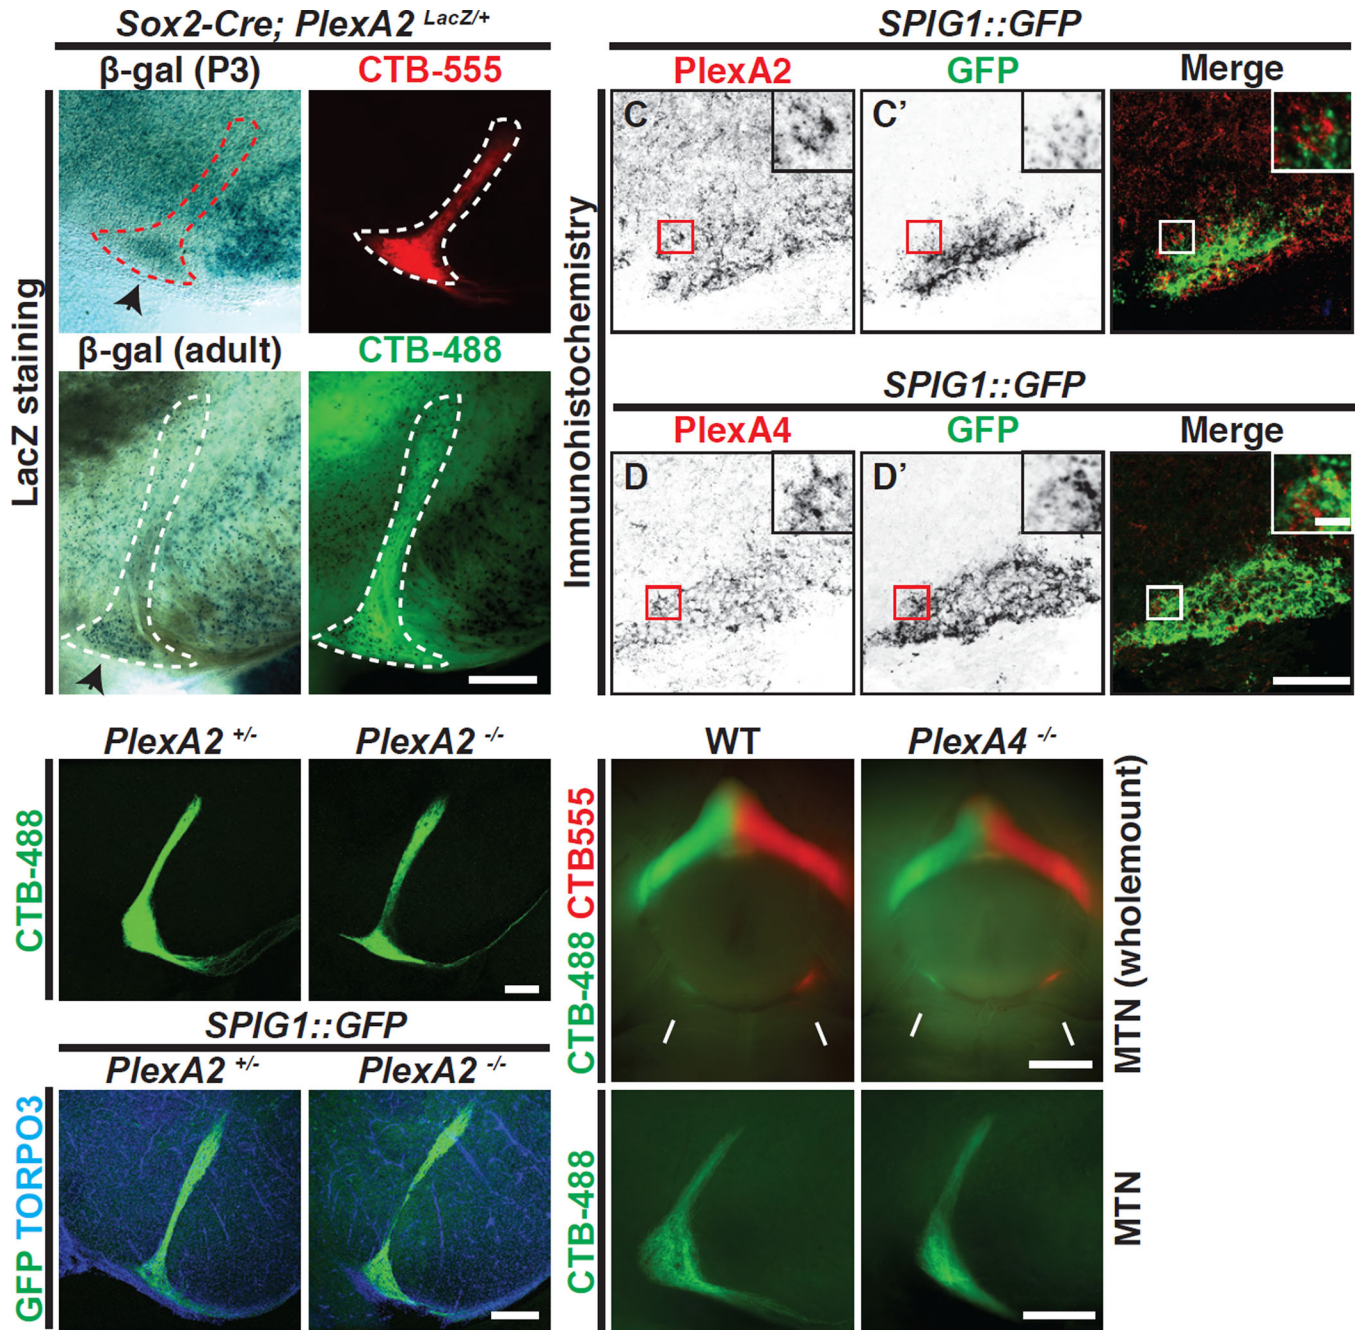 Sox2-Cre; PlexA2 LacZ/+
β-gal (P3)
CTB-555
LacZ staining
β-gal (adult)
CTB-488
SPIG1::GFP
PlexA2
GFP
Merge
Immunohistochemistry
C
C’
SPIG1::GFP
PlexA4
GFP
Merge
D
D’
PlexA2 +/-
PlexA2 -/-
CTB-488
SPIG1::GFP
PlexA2 +/-
PlexA2 -/-
GFP TORPO3
WT
PlexA4 -/-
CTB-488 CTB555
MTN (wholemount)
CTB-488
MTN